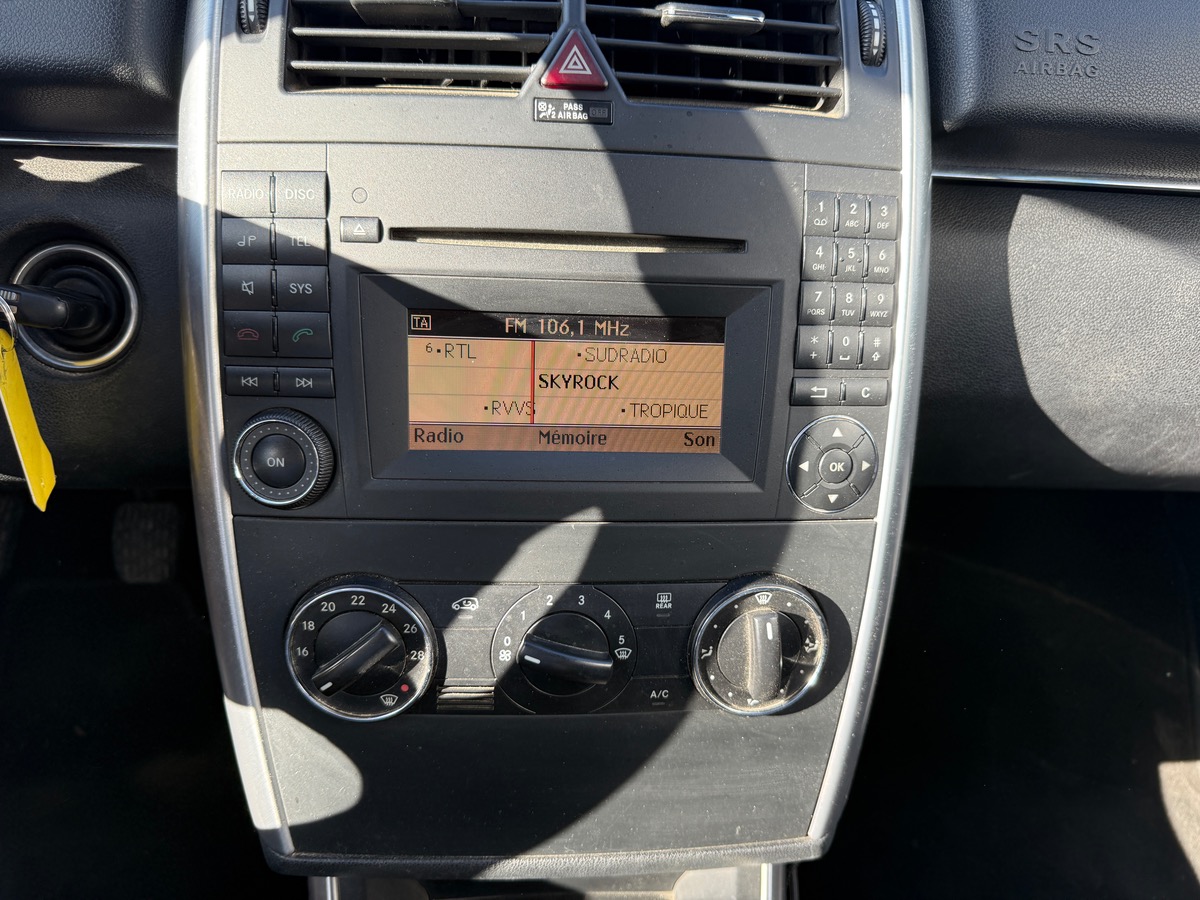 SRS
AIRBAG
PASS
2 AIRBAG OFF
RADIO DISC
TEL
SYS
ON
TA FM 106,1 MHz
6 RTL SUDRADIO
SKYROCK
RVVS TROPIQUE
Radio Mémoire Son
1 2 ABC 3 DEF
4 GHI 5 JKL 6 MNO
7 PQRS 8 TUV 9 WXYZ
* + 0 #
C
OK
16 18 20 22 24 26 28
0 1 2 3 4 5
REAR
A/C